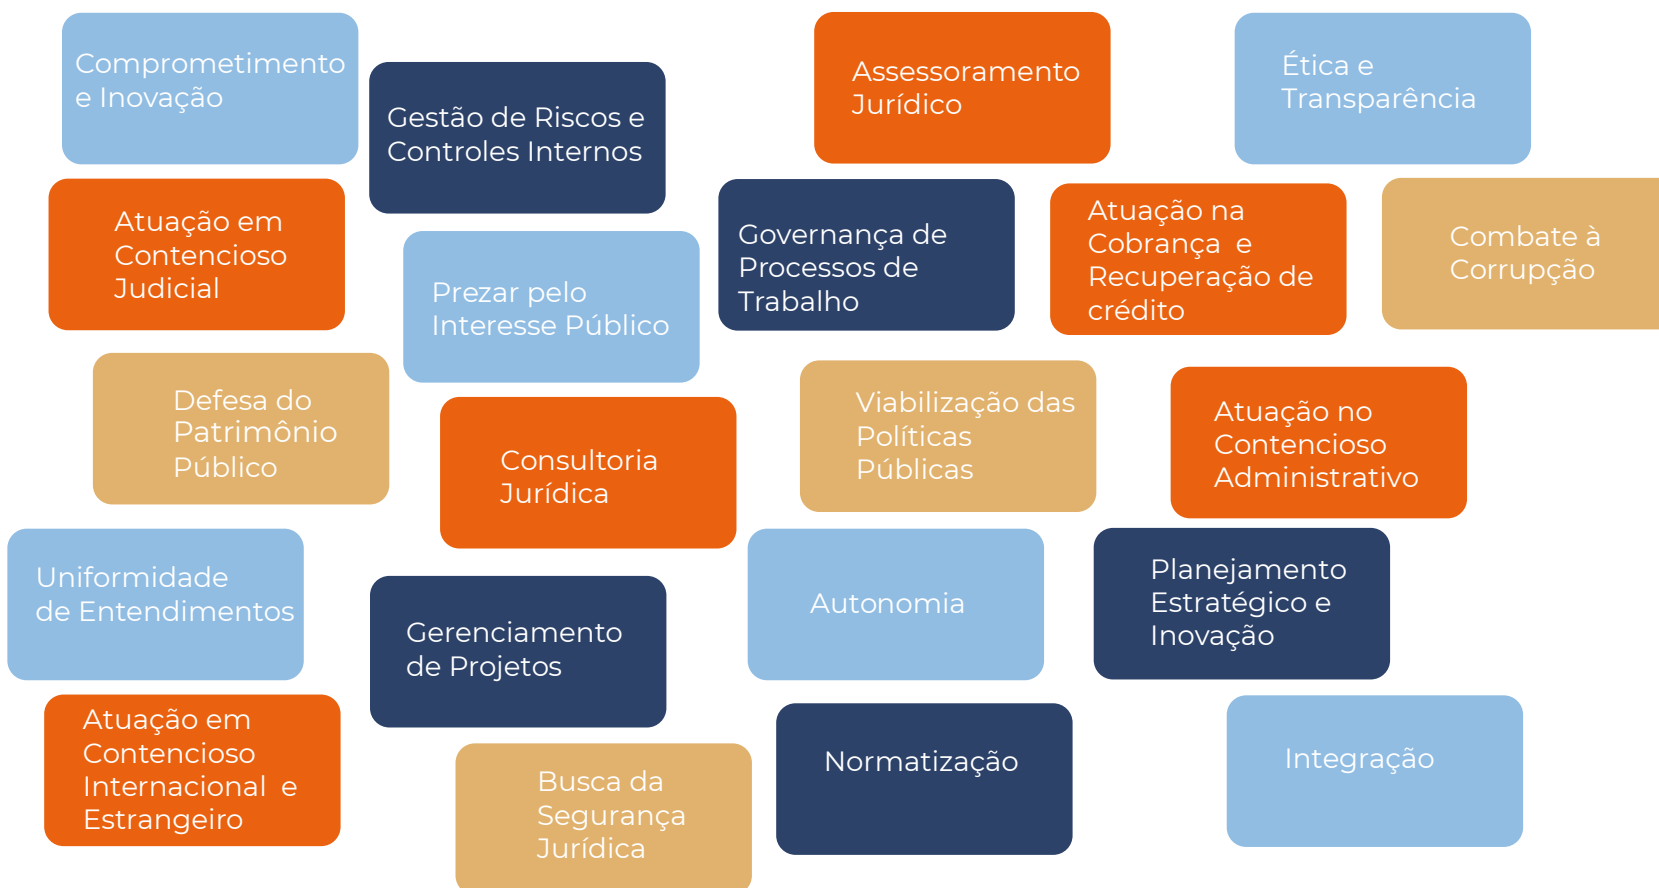 Comprometimento
e Inovação
Gestão de Riscos e
Controles Internos
Assessoramento
Jurídico
Ética e
Transparência
Atuação em
Contencioso
Judicial
Prezar pelo
Interesse Público
Governança de
Processos de
Trabalho
Atuação na
Cobrança e
Recuperação de
crédito
Combate à
Corrupção
Defesa do
Patrimônio
Público
Consultoria
Jurídica
Viabilização das
Políticas
Públicas
Atuação no
Contencioso
Administrativo
Uniformidade
de Entendimentos
Gerenciamento
de Projetos
Autonomia
Planejamento
Estratégico e
Inovação
Atuação em
Contencioso
Internacional e
Estrangeiro
Busca da
Segurança
Jurídica
Normatização
Integração